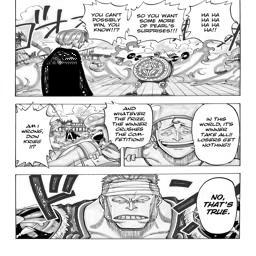 HA
HA HA
HA HA
HA!!
SO YOU WANT
SOME MORE
OF PEARL'S
SURPRISES!!!
YOU CAN'T
POSSIBLY
WIN, YOU
KNOW!!?
IN THIS
WORLD, IT'S
WINNER
TAKE ALL!!
LOSERS GET
NOTHING!!
AND
WHATEVER
THE PRIZE,
THE WINNER
CRUSHES
THE COM-
PETITION!!
AM I
WRONG,
DON
KRIEG
!!?
NO,
THAT'S
TRUE.